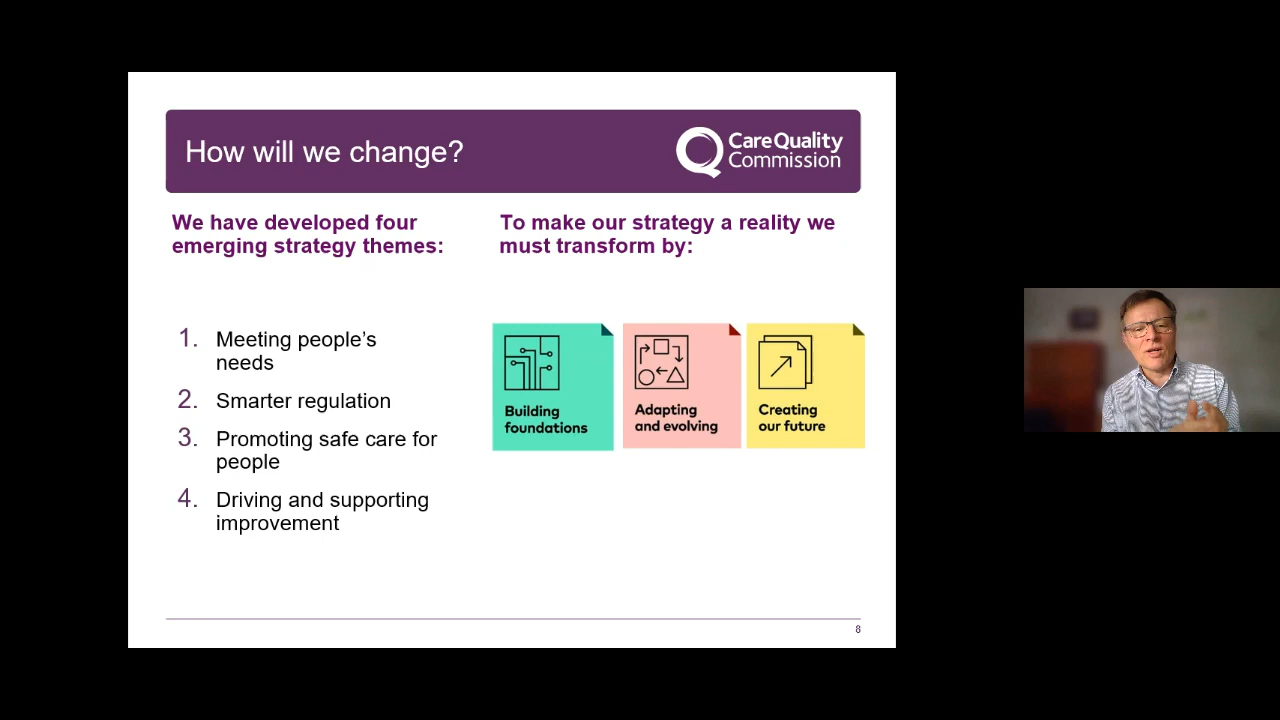 How will we change?
CareQuality
Commission
We have developed four
emerging strategy themes:
To make our strategy a reality we
must transform by:
1. Meeting people’s
needs
2. Smarter regulation
3. Promoting safe care for
people
4. Driving and supporting
improvement
Building
foundations
Adapting
and evolving
Creating
our future
8